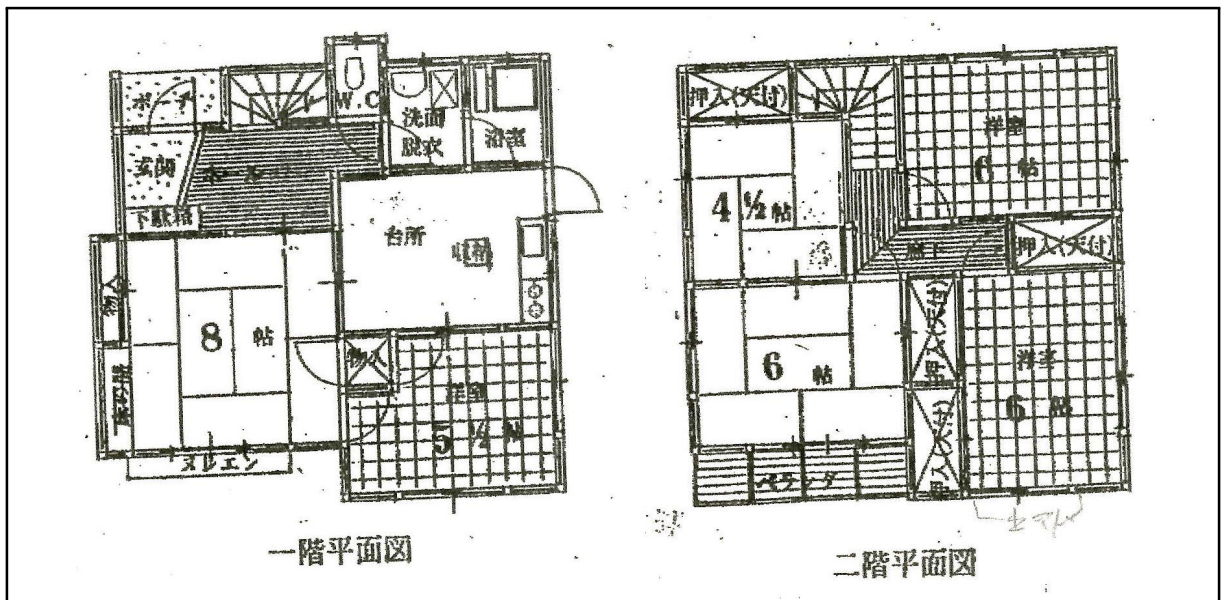 ポーチ
W.C
洗面
脱衣
浴室
玄関
ホール
下駄箱
台所
物入
8 帖
床の間
物入
洋室
5 1/2 帖
ヌレエン
一階平面図
押入(天付)
洋室
6 帖
4 1/2 帖
廊下
押入(天付)
押入(天付)
6 帖
洋室
6 帖
押入(天付)
ベランダ
二階平面図